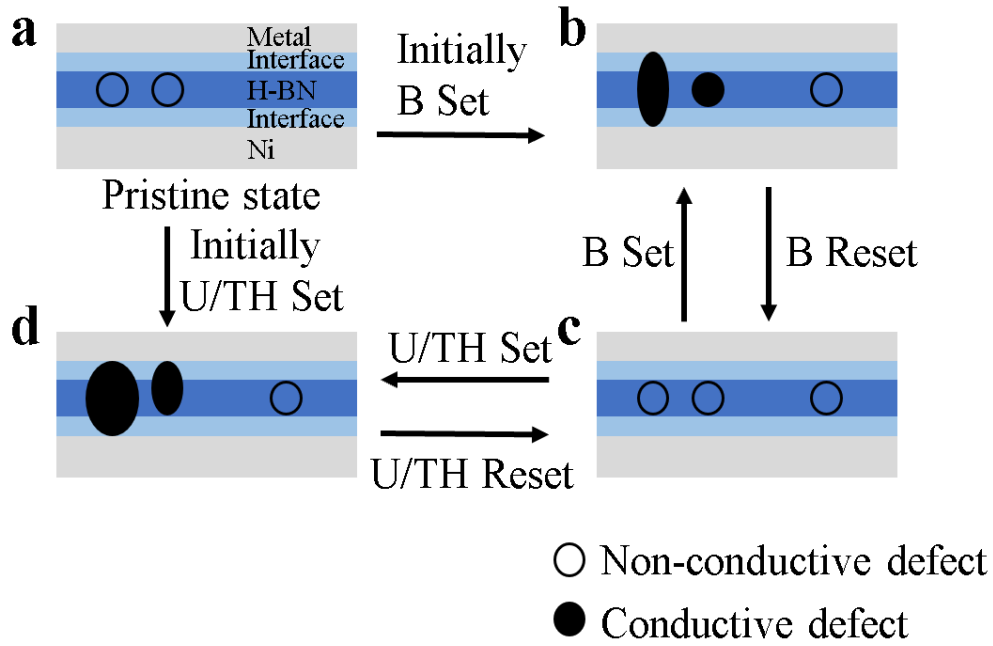 a
Metal
Interface
H-BN
Interface
Ni
Pristine state
Initially
B Set
b
Initially
U/TH Set
B Set
B Reset
d
U/TH Set
U/TH Reset
c
Non-conductive defect
Conductive defect